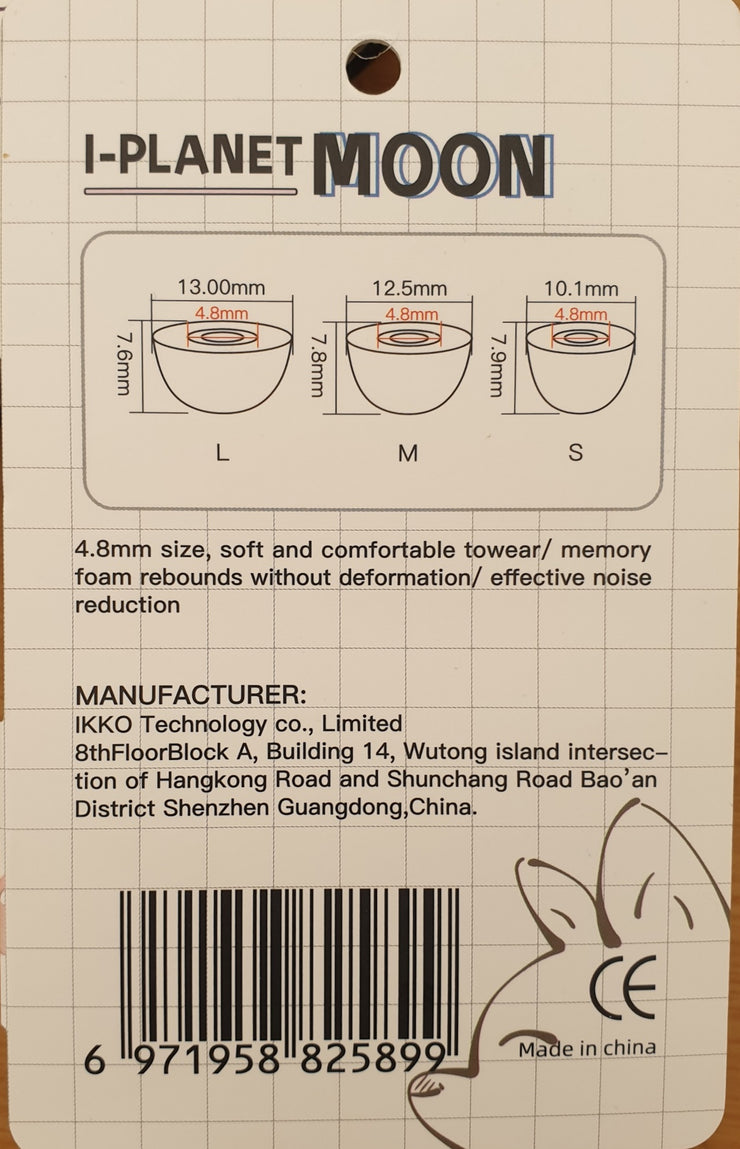 I-PLANET MOON
13.00mm 12.5mm 10.1mm
4.8mm 4.8mm 4.8mm
7.6mm 7.8mm 7.9mm
L M S
4.8mm size, soft and comfortable towear/ memory
foam rebounds without deformation/ effective noise
reduction
MANUFACTURER:
IKKO Technology co., Limited
8thFloorBlock A, Building 14, Wutong island intersec-
tion of Hangkong Road and Shunchang Road Bao'an
District Shenzhen Guangdong,China.
CE
Made in china
6 971958 825899